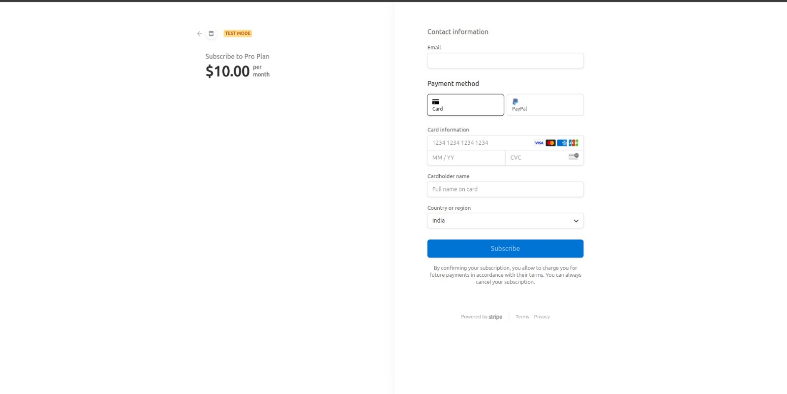 TEST MODE
Subscribe to Pro Plan
$10.00 per
month
Contact information
Email
Payment method
Card
PayPal
Card information
1234 1234 1234 1234
VISA
MM / YY
CVC
Cardholder name
Full name on card
Country or region
India
Subscribe
By confirming your subscription, you allow to charge you for
future payments in accordance with their terms. You can always
cancel your subscription.
Powered by stripe
Terms Privacy